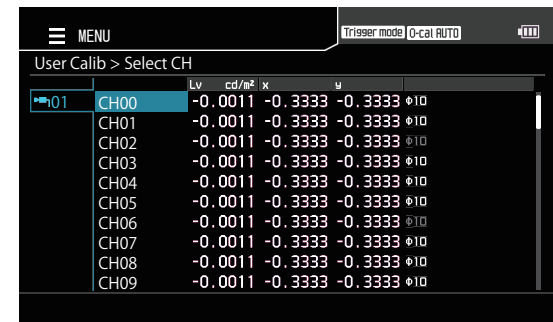 MENU Trigger mode O-cal AUTO
User Calib > Select CH
Lv cd/m² x y
01 CH00 -0.0011 -0.3333 -0.3333 Φ10
CH01 -0.0011 -0.3333 -0.3333 Φ10
CH02 -0.0011 -0.3333 -0.3333 Φ10
CH03 -0.0011 -0.3333 -0.3333 Φ10
CH04 -0.0011 -0.3333 -0.3333 Φ10
CH05 -0.0011 -0.3333 -0.3333 Φ10
CH06 -0.0011 -0.3333 -0.3333 Φ10
CH07 -0.0011 -0.3333 -0.3333 Φ10
CH08 -0.0011 -0.3333 -0.3333 Φ10
CH09 -0.0011 -0.3333 -0.3333 Φ10